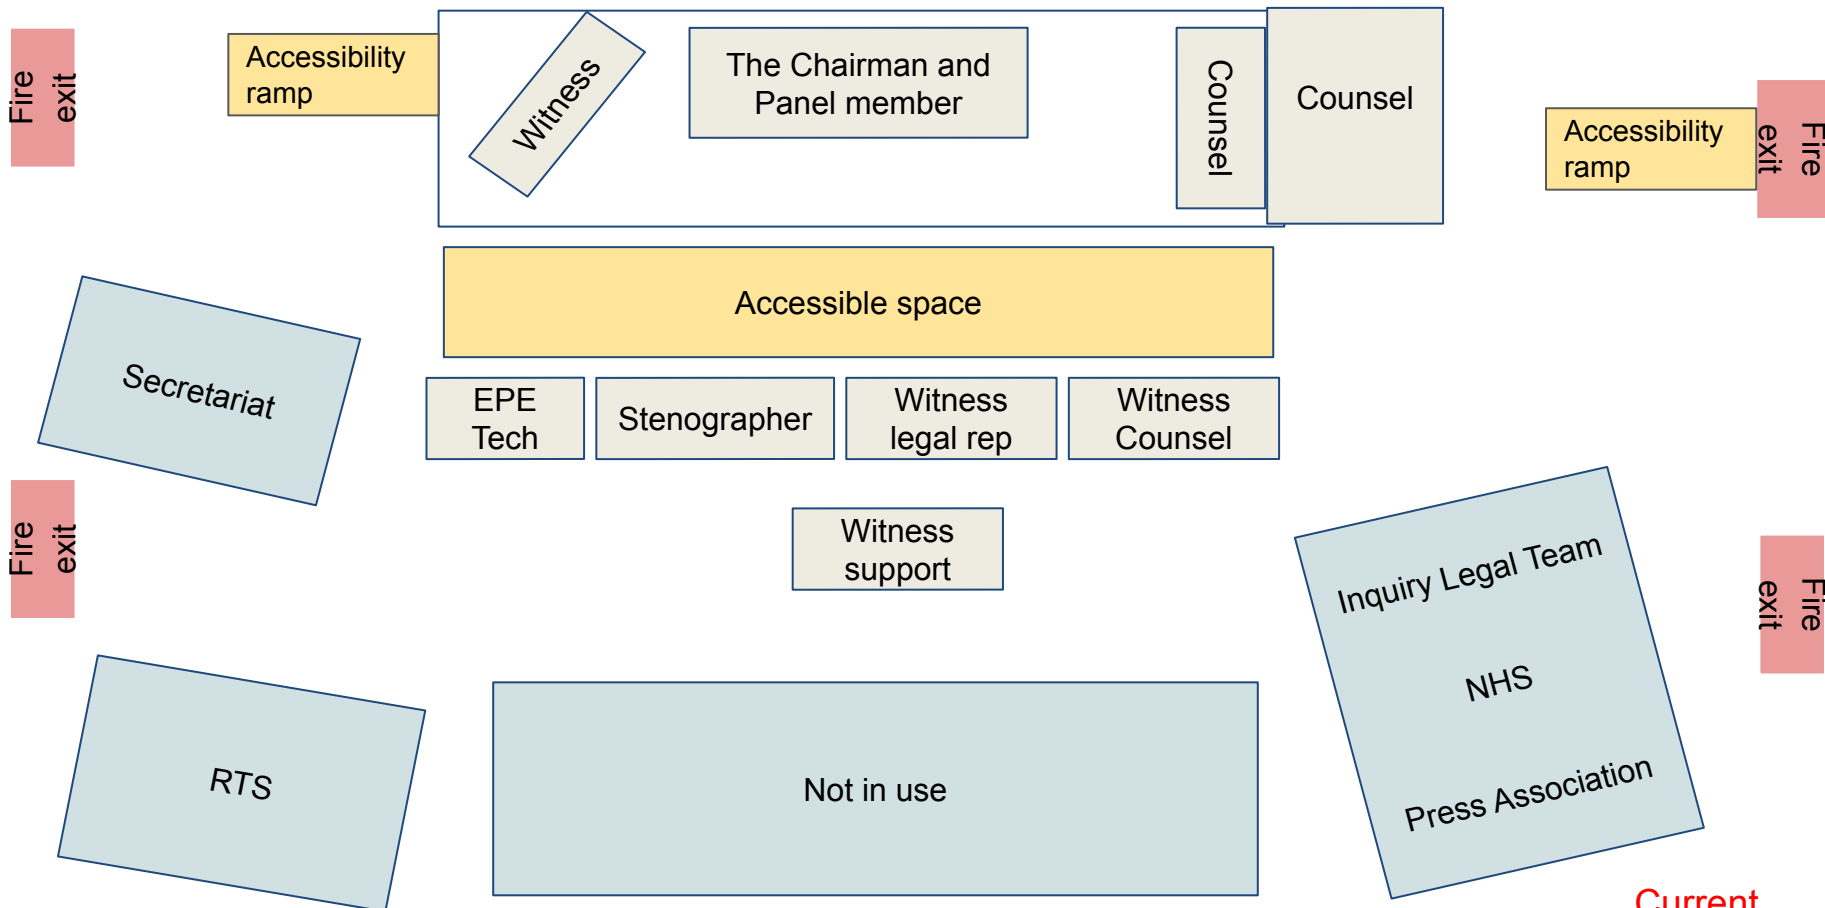 Fire
exit
Accessibility
ramp
Witness
The Chairman and
Panel member
Counsel
Counsel
Accessibility
ramp
Fire
exit
Accessible space
Secretariat
EPE
Tech
Stenographer
Witness
legal rep
Witness
Counsel
Fire
exit
Witness
support
Inquiry Legal Team
NHS
Press Association
Fire
exit
RTS
Not in use
Current